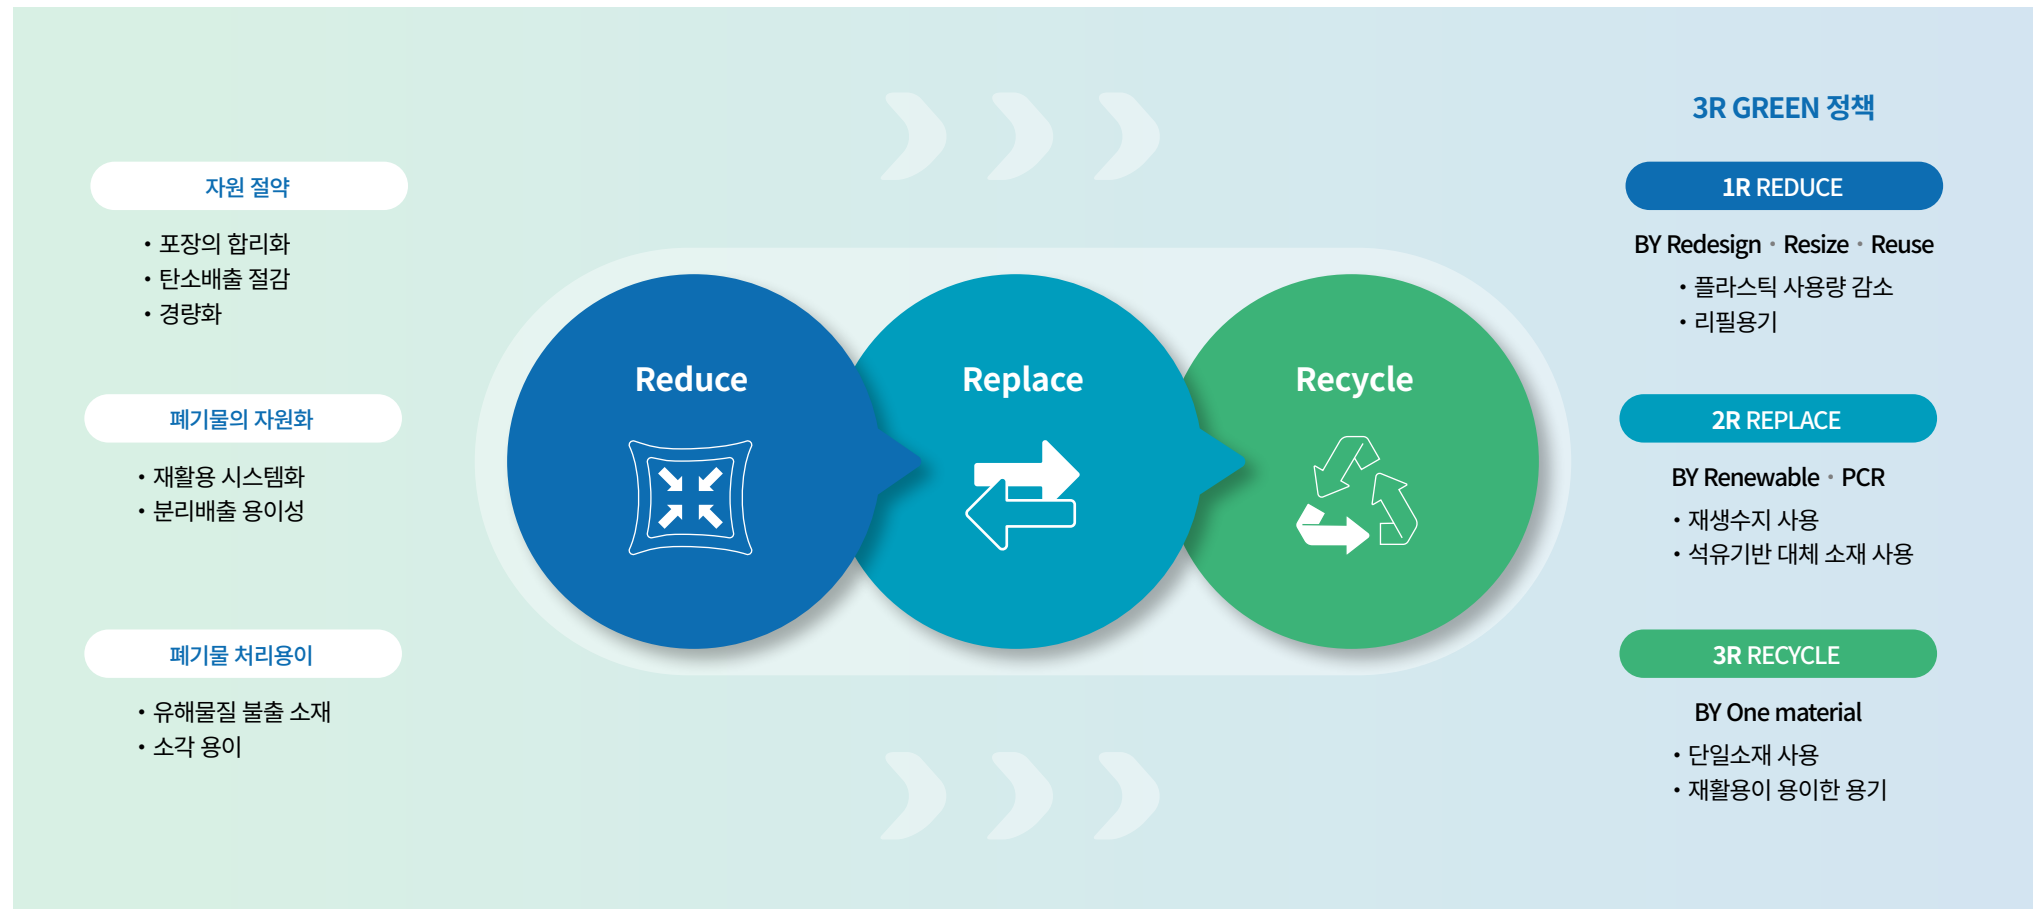 자원 절약
• 포장의 합리화
• 탄소배출 절감
• 경량화
폐기물의 자원화
• 재활용 시스템화
• 분리배출 용이성
폐기물 처리용이
• 유해물질 불출 소재
• 소각 용이
Reduce
Replace
Recycle
3R GREEN 정책
1R REDUCE
BY Redesign • Resize • Reuse
• 플라스틱 사용량 감소
• 리필용기
2R REPLACE
BY Renewable • PCR
• 재생수지 사용
• 석유기반 대체 소재 사용
3R RECYCLE
BY One material
• 단일소재 사용
• 재활용이 용이한 용기